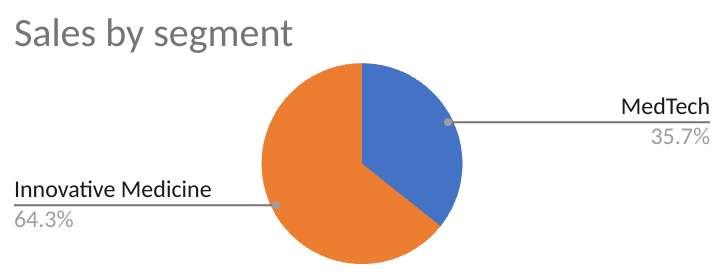 Sales by segment
MedTech
35.7%
Innovative Medicine
64.3%